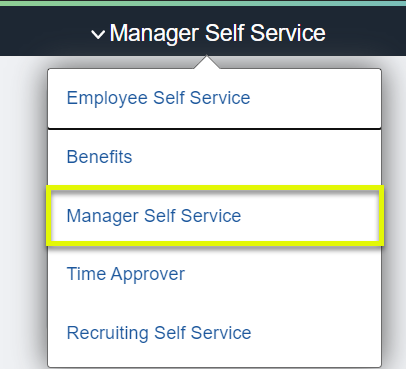 Manager Self Service
Employee Self Service
Benefits
Manager Self Service
Time Approver
Recruiting Self Service